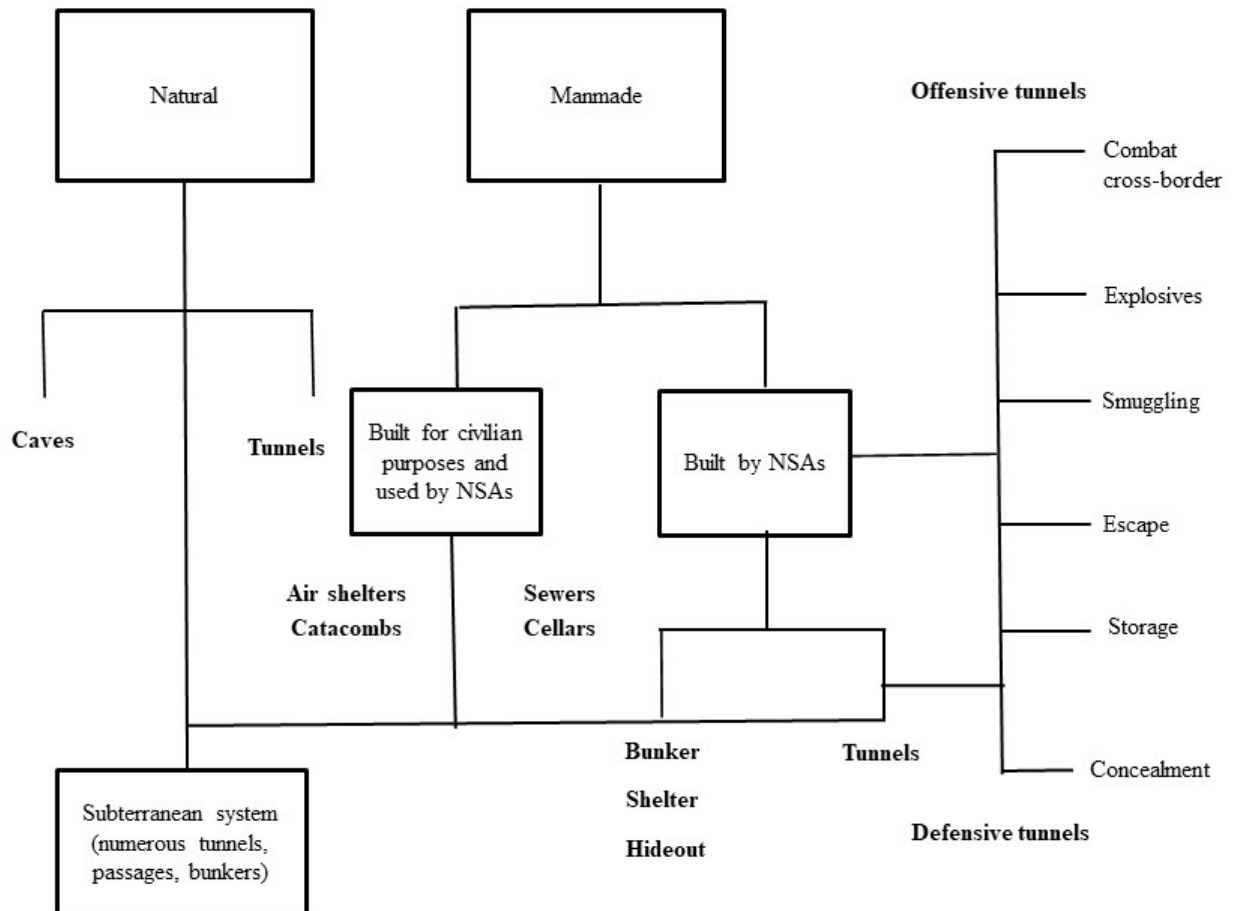 Natural
Manmade
Offensive tunnels
Combat
cross-border
Explosives
Smuggling
Escape
Storage
Concealment
Defensive tunnels
Caves
Tunnels
Built for civilian
purposes and
used by NSAs
Built by NSAs
Air shelters
Catacombs
Sewers
Cellars
Bunker
Shelter
Hideout
Tunnels
Subterranean system
(numerous tunnels,
passages, bunkers)